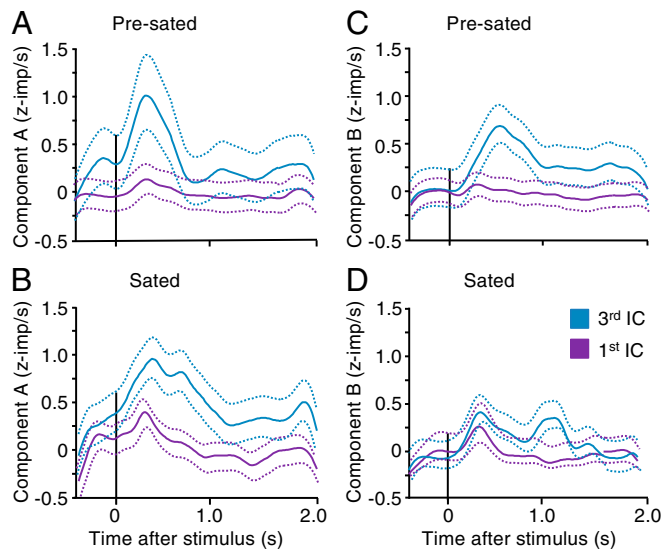 A Pre-sated
Component A (z-imp/s)
1.5
1.0
0.5
0
-0.5
C Pre-sated
Component B (z-imp/s)
1.5
1.0
0.5
0
-0.5
B Sated
Component A (z-imp/s)
1.5
1.0
0.5
0
-0.5
0 1.0 2.0
Time after stimulus (s)
D Sated
Component B (z-imp/s)
1.5
1.0
0.5
0
-0.5
3rd IC
1st IC
0 1.0 2.0
Time after stimulus (s)